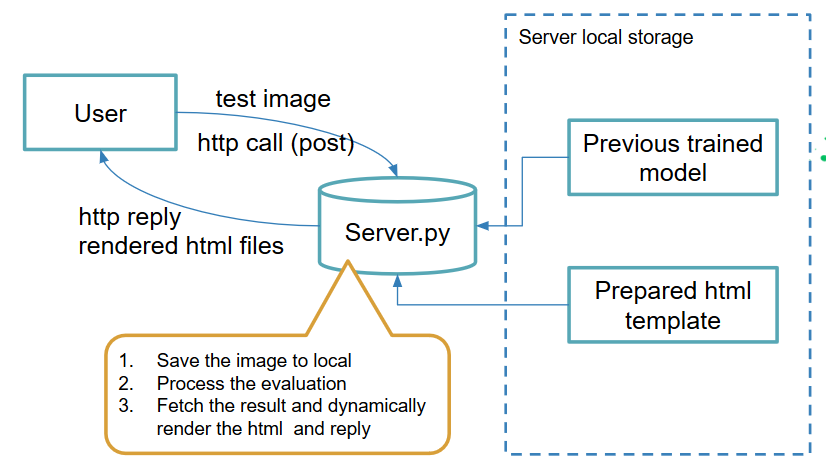 Server local storage
User
test image
http call (post)
Previous trained
model
http reply
rendered html files
Server.py
Prepared html
template
1. Save the image to local
2. Process the evaluation
3. Fetch the result and dynamically
render the html and reply